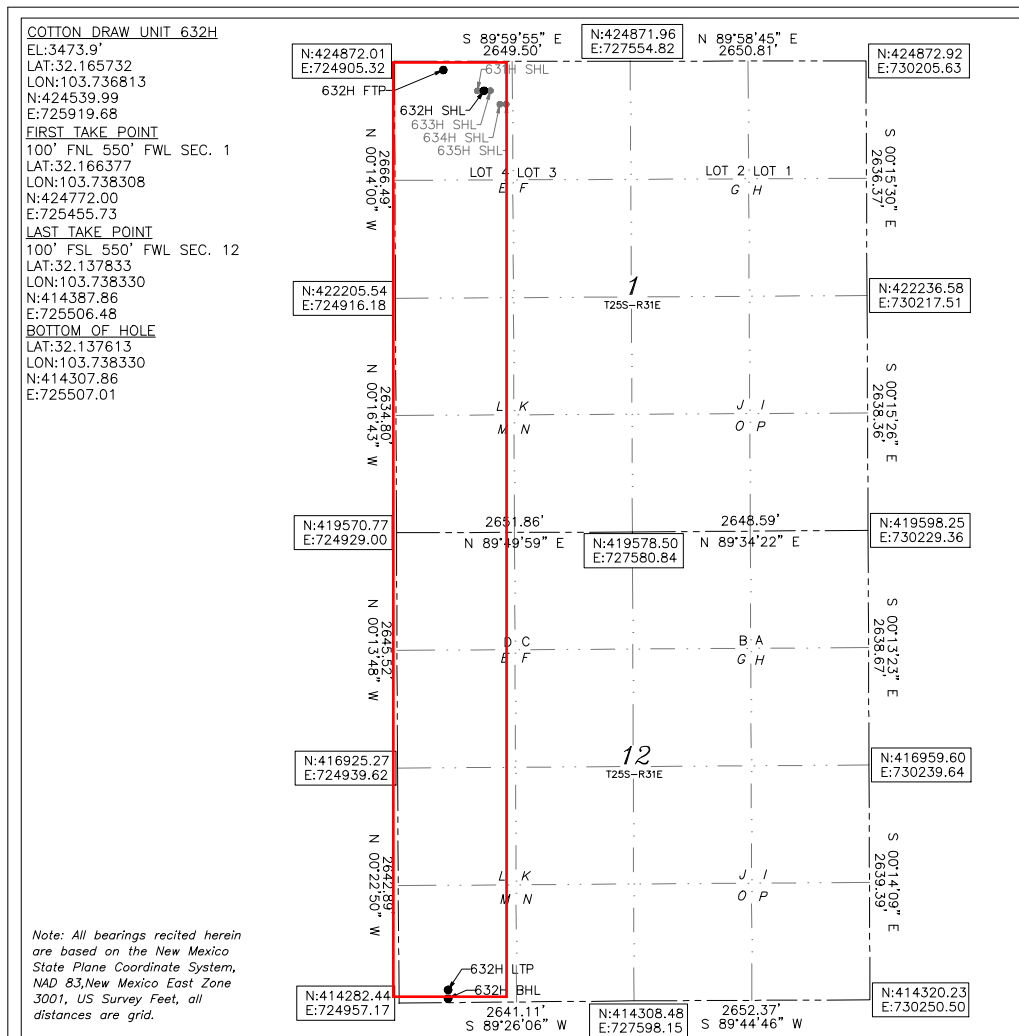 COTTON DRAW UNIT 632H
EL:3473.9'
LAT:32.165732
LON:103.736813
N:424539.99
E:725919.68
FIRST TAKE POINT
100' FNL 550' FWL SEC. 1
LAT:32.166377
LON:103.738308
N:424772.00
E:725455.73
LAST TAKE POINT
100' FSL 550' FWL SEC. 12
LAT:32.137833
LON:103.738330
N:414387.86
E:725506.48
BOTTOM OF HOLE
LAT:32.137613
LON:103.738330
N:414307.86
E:725507.01
N:424872.01
E:724905.32
S 89°59'55" E
2649.50'
N:424871.96
E:727554.82
N 89°58'45" E
2650.81'
N:424872.92
E:730205.63
632H FTP
631H SHL
632H SHL
633H SHL
634H SHL
635H SHL
N 00°14'00" W
2666.49'
LOT 4 LOT 3
E F
LOT 2 LOT 1
G H
S 00°15'30" E
2636.37'
N:422205.54
E:724916.18
1
T25S-R31E
N:422236.58
E:730217.51
N 00°16'43" W
2634.80'
L K
M N
J I
O P
S 00°15'26" E
2638.36'
N:419570.77
E:724929.00
2651.86'
N 89°49'59" E
N:419578.50
E:727580.84
2648.59'
N 89°34'22" E
N:419598.25
E:730229.36
N 00°13'48" W
2645.52'
D C
E F
B A
G H
S 00°13'23" E
2638.67'
N:416925.27
E:724939.62
12
T25S-R31E
N:416959.60
E:730239.64
N 00°22'50" W
2642.89'
L K
M N
J I
O P
S 00°14'09" E
2639.39'
632H LTP
632H BHL
N:414282.44
E:724957.17
2641.11'
S 89°26'06" W
N:414308.48
E:727598.15
2652.37'
S 89°44'46" W
N:414320.23
E:730250.50
Note: All bearings recited herein
are based on the New Mexico
State Plane Coordinate System,
NAD 83,New Mexico East Zone
3001, US Survey Feet, all
distances are grid.